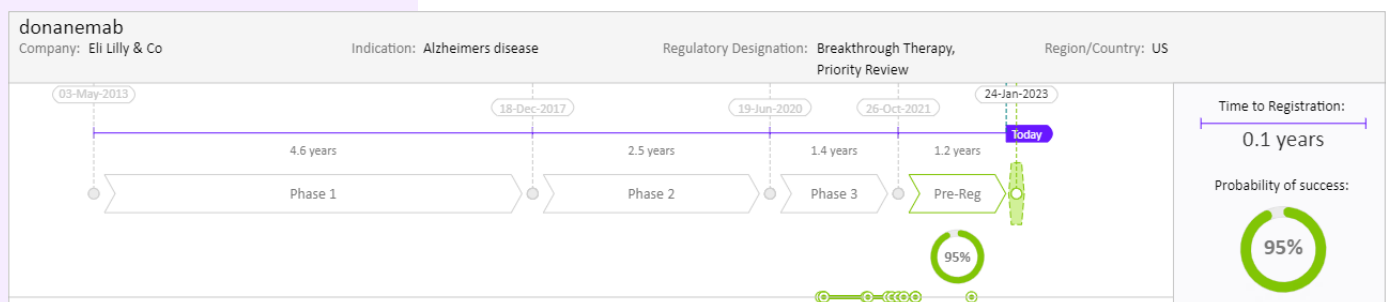 donanemab
Company: Eli Lilly & Co Indication: Alzheimers disease Regulatory Designation: Breakthrough Therapy, Region/Country: US
Priority Review
03-May-2013 18-Dec-2017 19-Jun-2020 26-Oct-2021 24-Jan-2023
Time to Registration:
Today
0.1 years
4.6 years 2.5 years 1.4 years 1.2 years
Phase 1 Phase 2 Phase 3 Pre-Reg
Probability of success:
95%
95%